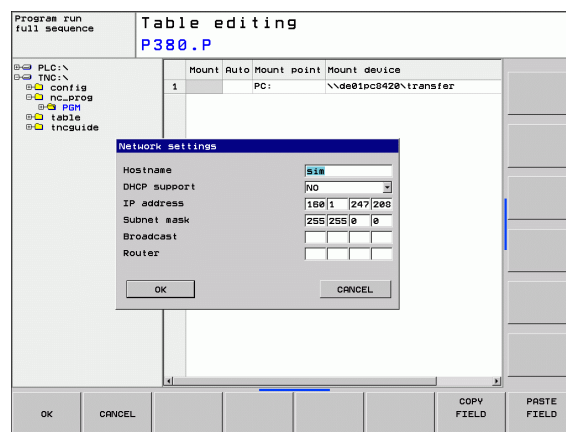 Program run
full sequence
Table editing
P380.P
PLC:\
TNC:\
config
nc_prog
PGM
table
tncguide
Mount Auto Mount point Mount device
1 PC: \\de01pc8420\transfer
Network settings
Hostname sim
DHCP support NO
IP address 160 1 247 208
Subnet mask 255 255 0 0
Broadcast
Router
OK CANCEL
OK CANCEL COPY FIELD PASTE FIELD